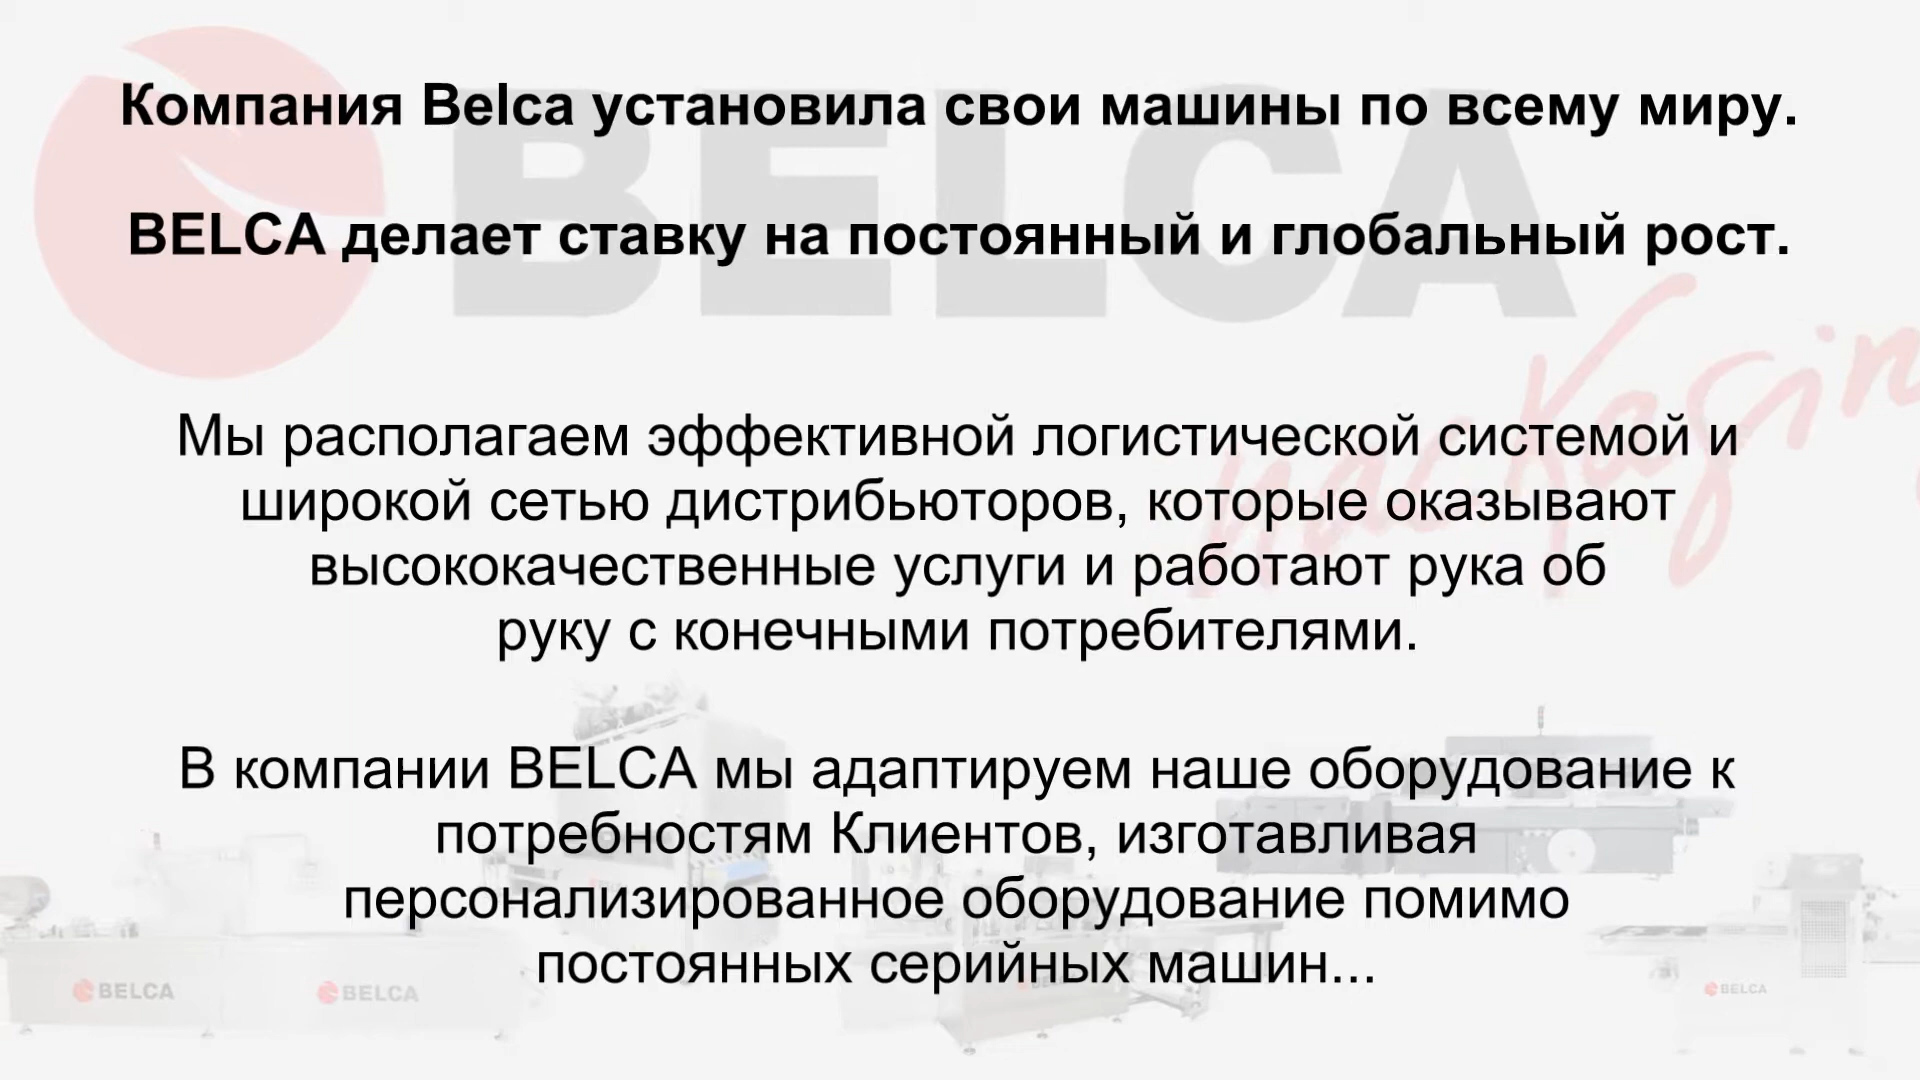 Компания Belca установила свои машины по всему миру.
BELCA делает ставку на постоянный и глобальный рост.
BELCA
packagin
Мы располагаем эффективной логистической системой и
широкой сетью дистрибьюторов, которые оказывают
высококачественные услуги и работают рука об
руку с конечными потребителями.
В компании BELCA мы адаптируем наше оборудование к
потребностям Клиентов, изготавливая
персонализированное оборудование помимо
постоянных серийных машин...
BELCA
BELCA
BELCA